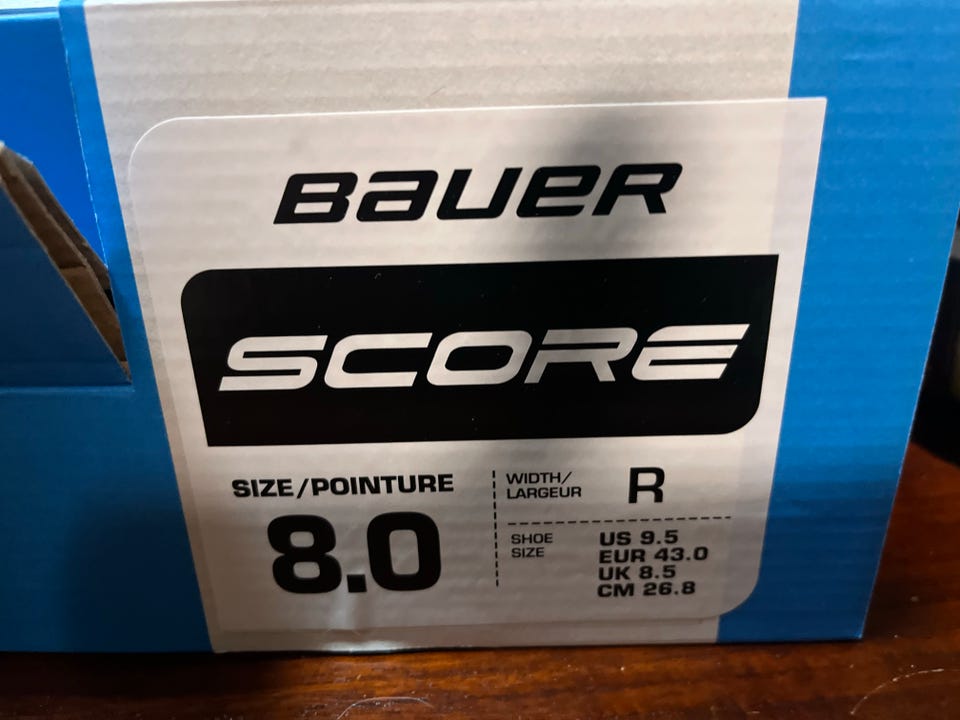 BAUER
SCORE
SIZE/POINTURE
8.0
WIDTH/
LARGEUR
R
SHOE
SIZE
US 9.5
EUR 43.0
UK 8.5
CM 26.8